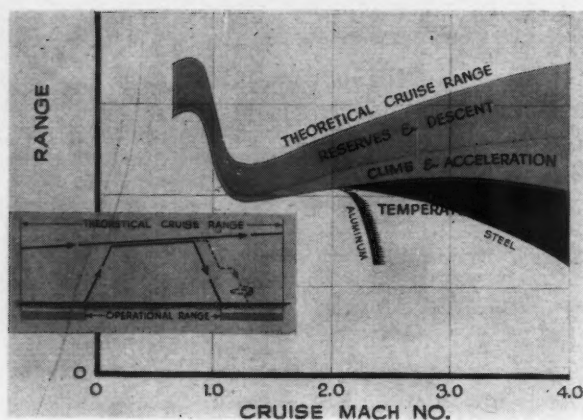 RANGE
THEORETICAL CRUISE RANGE
RESERVES & DESCENT
CLIMB & ACCELERATION
ALUMINUM
STEEL
THEORETICAL CRUISE RANGE
OPERATIONAL RANGE
0
0 1.0 2.0 3.0 4.0
CRUISE MACH NO.